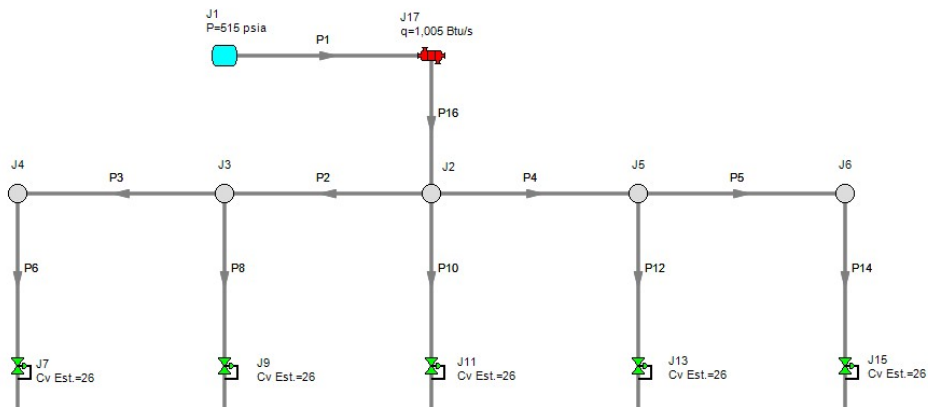 J1
P=515 psia
J17
q=1,005 Btu/s
P1
P16
J4
J3
J2
J5
J6
P3
P2
P4
P5
P6
P8
P10
P12
P14
J7
Cv Est.=26
J9
Cv Est.=26
J11
Cv Est.=26
J13
Cv Est.=26
J15
Cv Est.=26